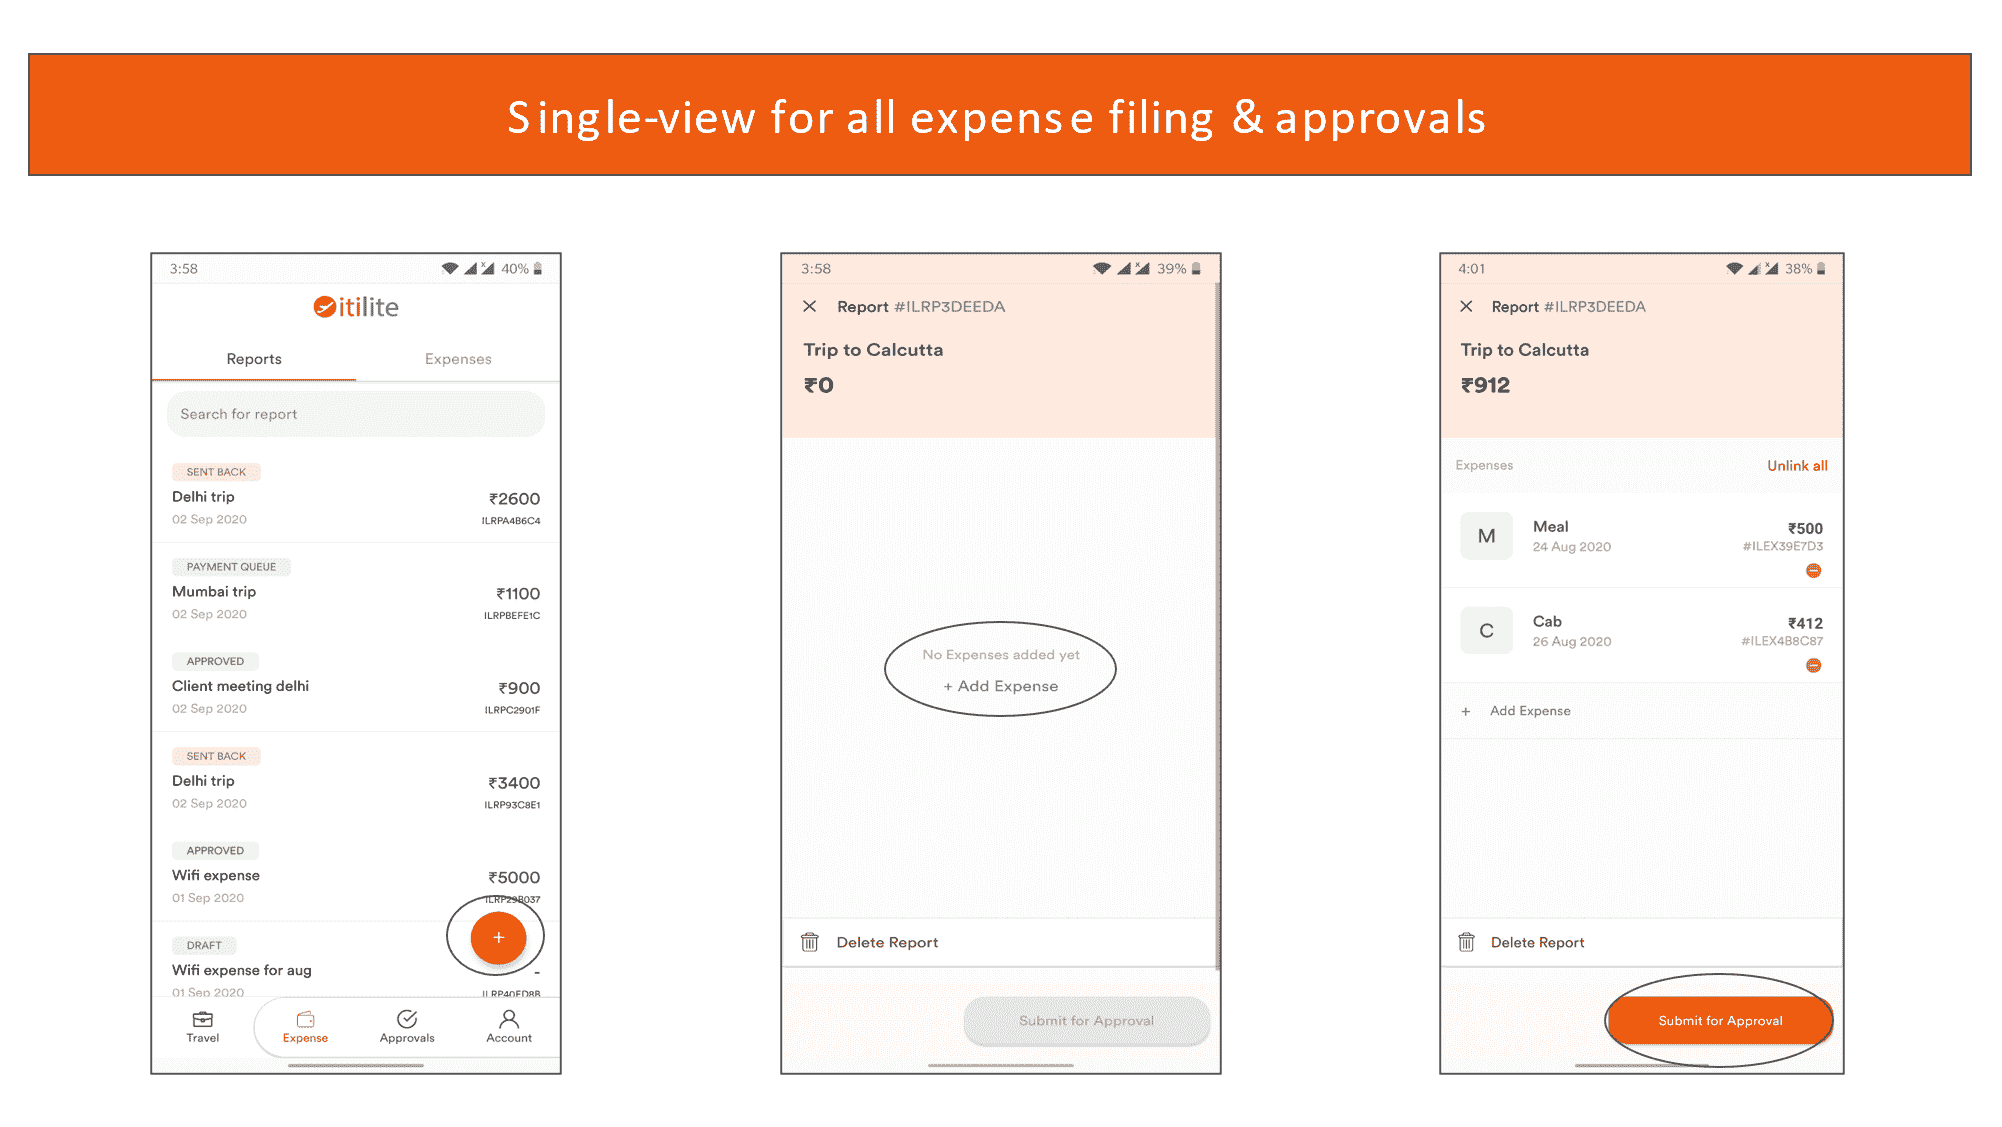 Single-view for all expense filing & approvals
3:58
40%
itilite
Reports
Expenses
Search for report
SENT BACK
Delhi trip
₹2600
02 Sep 2020
ILRPA4B6C4
PAYMENT QUEUE
Mumbai trip
₹1100
02 Sep 2020
ILRPBEFE1C
APPROVED
Client meeting delhi
₹900
02 Sep 2020
ILRPC2901F
SENT BACK
Delhi trip
₹3400
02 Sep 2020
ILRP93C8E1
APPROVED
Wifi expense
₹5000
01 Sep 2020
ILRP29B037
+
DRAFT
Wifi expense for aug
-
01 Sep 2020
ILRP40ED8B
Travel
Expense
Approvals
Account
3:58
39%
Report #ILRP3DEEDA
Trip to Calcutta
₹0
No Expenses added yet
+ Add Expense
Delete Report
Submit for Approval
4:01
38%
Report #ILRP3DEEDA
Trip to Calcutta
₹912
Expenses
Unlink all
M
Meal
₹500
24 Aug 2020
#ILEX39E7D3
C
Cab
₹412
26 Aug 2020
#ILEX4B8C87
+ Add Expense
Delete Report
Submit for Approval